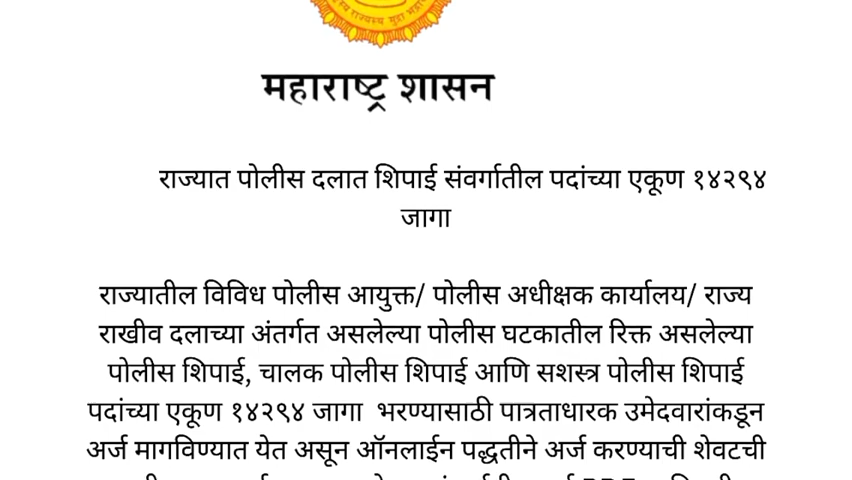 महाराष्ट्र शासन
राज्यात पोलीस दलात शिपाई संवर्गातील पदांच्या एकूण १४२९४
जागा
राज्यातील विविध पोलीस आयुक्त/ पोलीस अधीक्षक कार्यालय/ राज्य
राखीव दलाच्या अंतर्गत असलेल्या पोलीस घटकातील रिक्त असलेल्या
पोलीस शिपाई, चालक पोलीस शिपाई आणि सशस्त्र पोलीस शिपाई
पदांच्या एकूण १४२९४ जागा भरण्यासाठी पात्रताधारक उमेदवारांकडून
अर्ज मागविण्यात येत असून ऑनलाईन पद्धतीने अर्ज करण्याची शेवटची